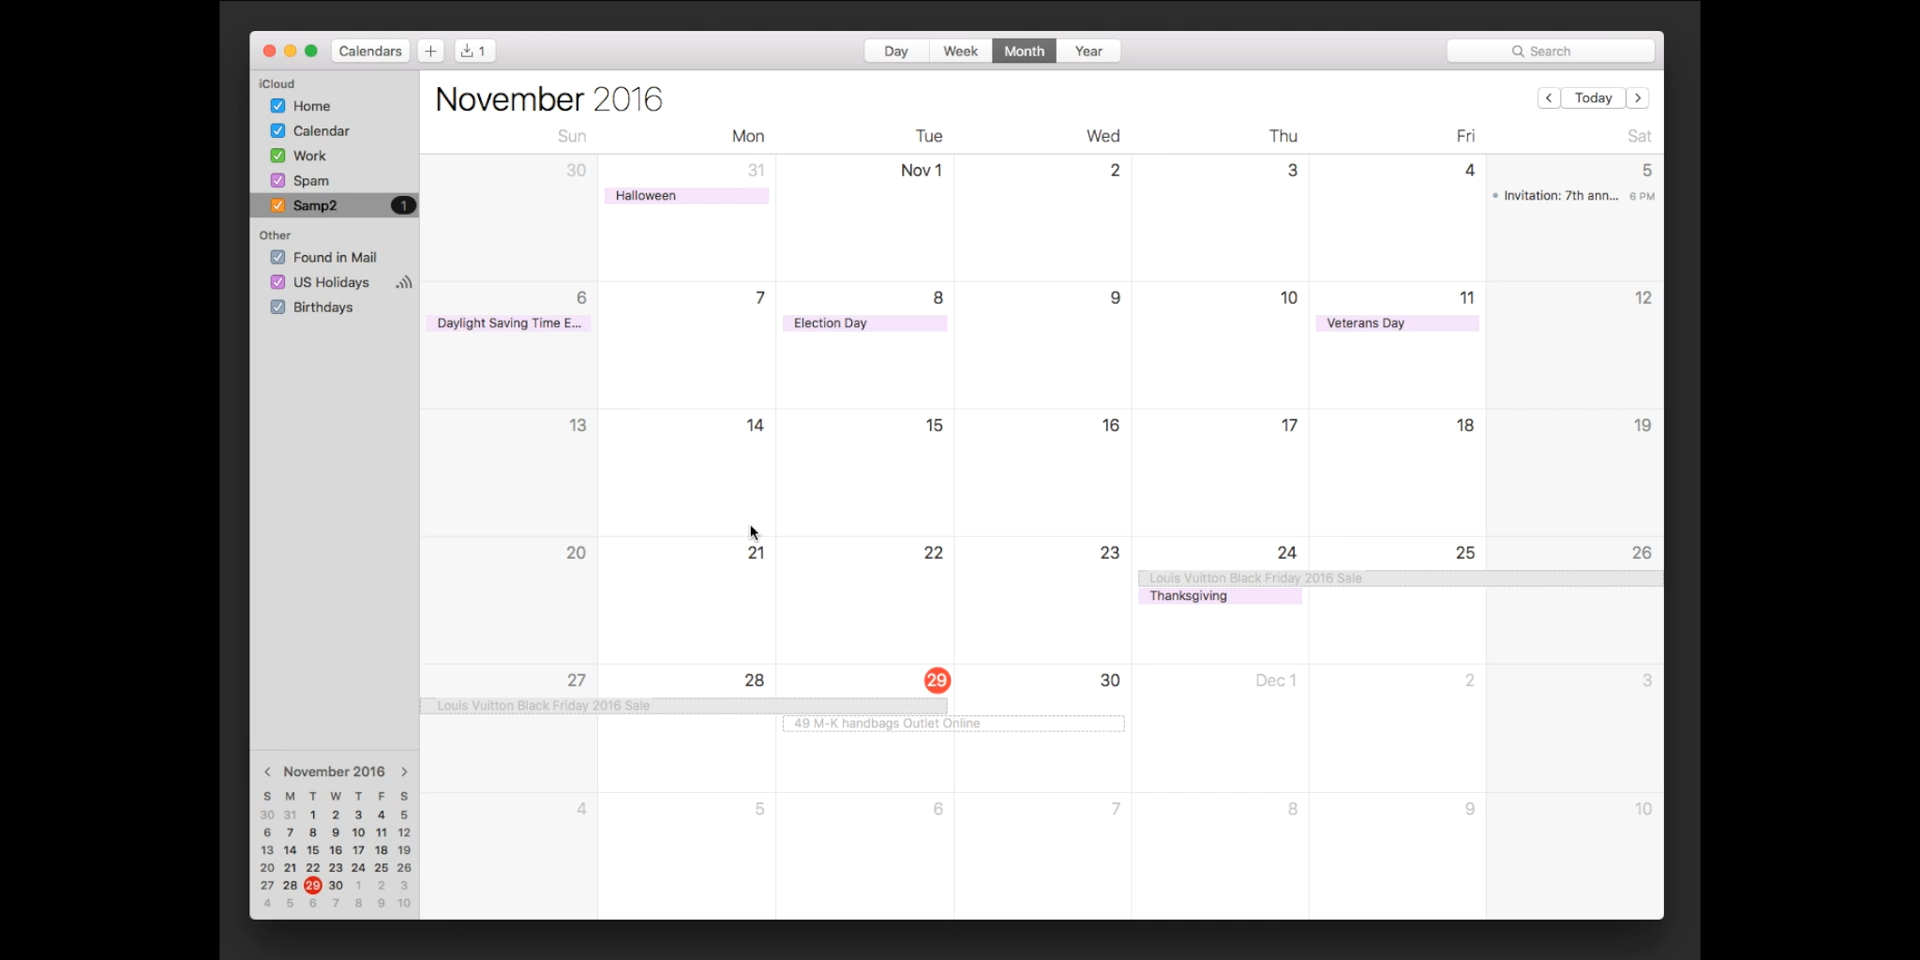 Calendars + 1 Day Week Month Year Search
iCloud
Home
Calendar
Work
Spam
Samp2 1
Other
Found in Mail
US Holidays
Birthdays
November 2016
< Today >
Sun Mon Tue Wed Thu Fri Sat
30 31 Nov 1 2 3 4 5
Halloween
Invitation: 7th ann... 6 PM
6 7 8 9 10 11 12
Daylight Saving Time E...
Election Day
Veterans Day
13 14 15 16 17 18 19
20 21 22 23 24 25 26
Louis Vuitton Black Friday 2016 Sale
Thanksgiving
27 28 29 30 Dec 1 2 3
Louis Vuitton Black Friday 2016 Sale
49 M-K handbags Outlet Online
4 5 6 7 8 9 10
< November 2016 >
S M T W T F S
30 31 1 2 3 4 5
6 7 8 9 10 11 12
13 14 15 16 17 18 19
20 21 22 23 24 25 26
27 28 29 30 1 2 3
4 5 6 7 8 9 10